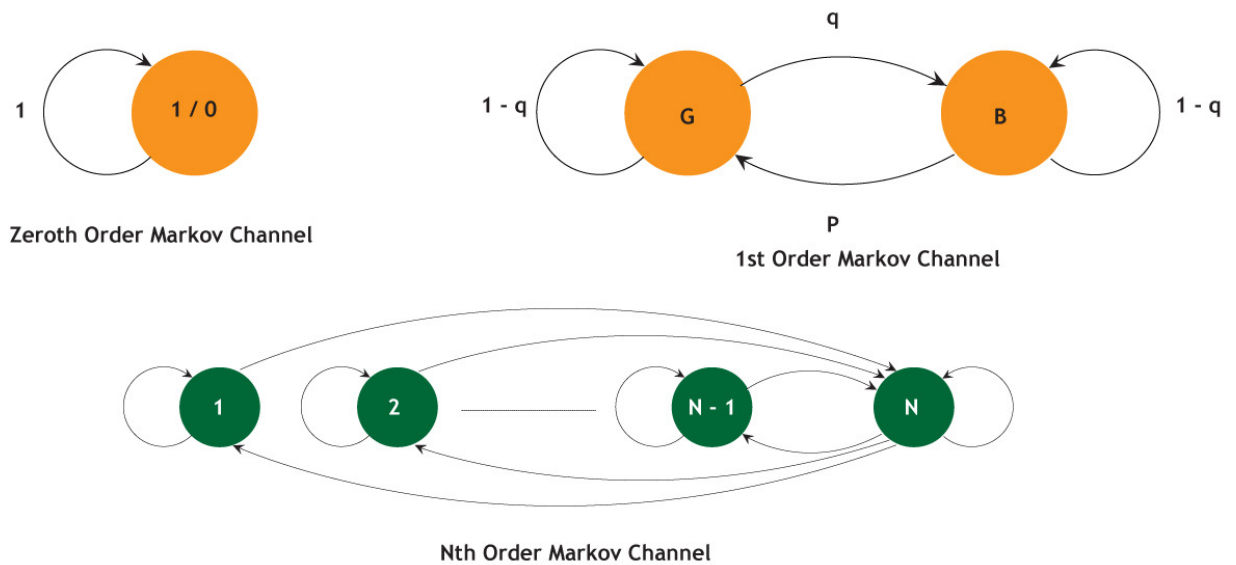 q
1
1 / 0
1 - q
G
B
1 - q
Zeroth Order Markov Channel
P
1st Order Markov Channel
1
2
N - 1
N
Nth Order Markov Channel